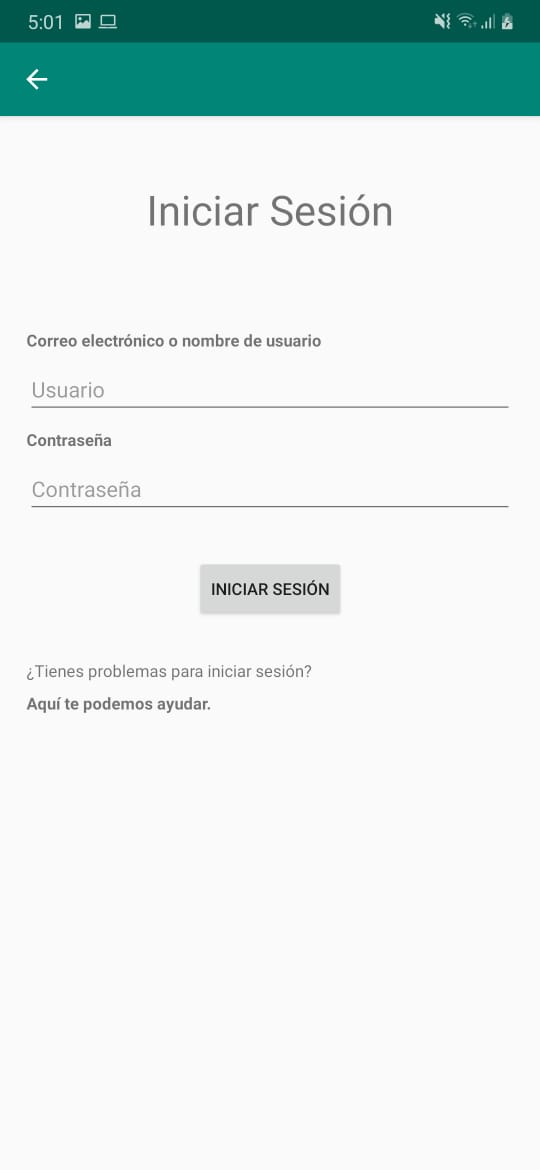 5:01
Iniciar Sesión
Correo electrónico o nombre de usuario
Usuario
Contraseña
Contraseña
INICIAR SESIÓN
¿Tienes problemas para iniciar sesión?
Aquí te podemos ayudar.